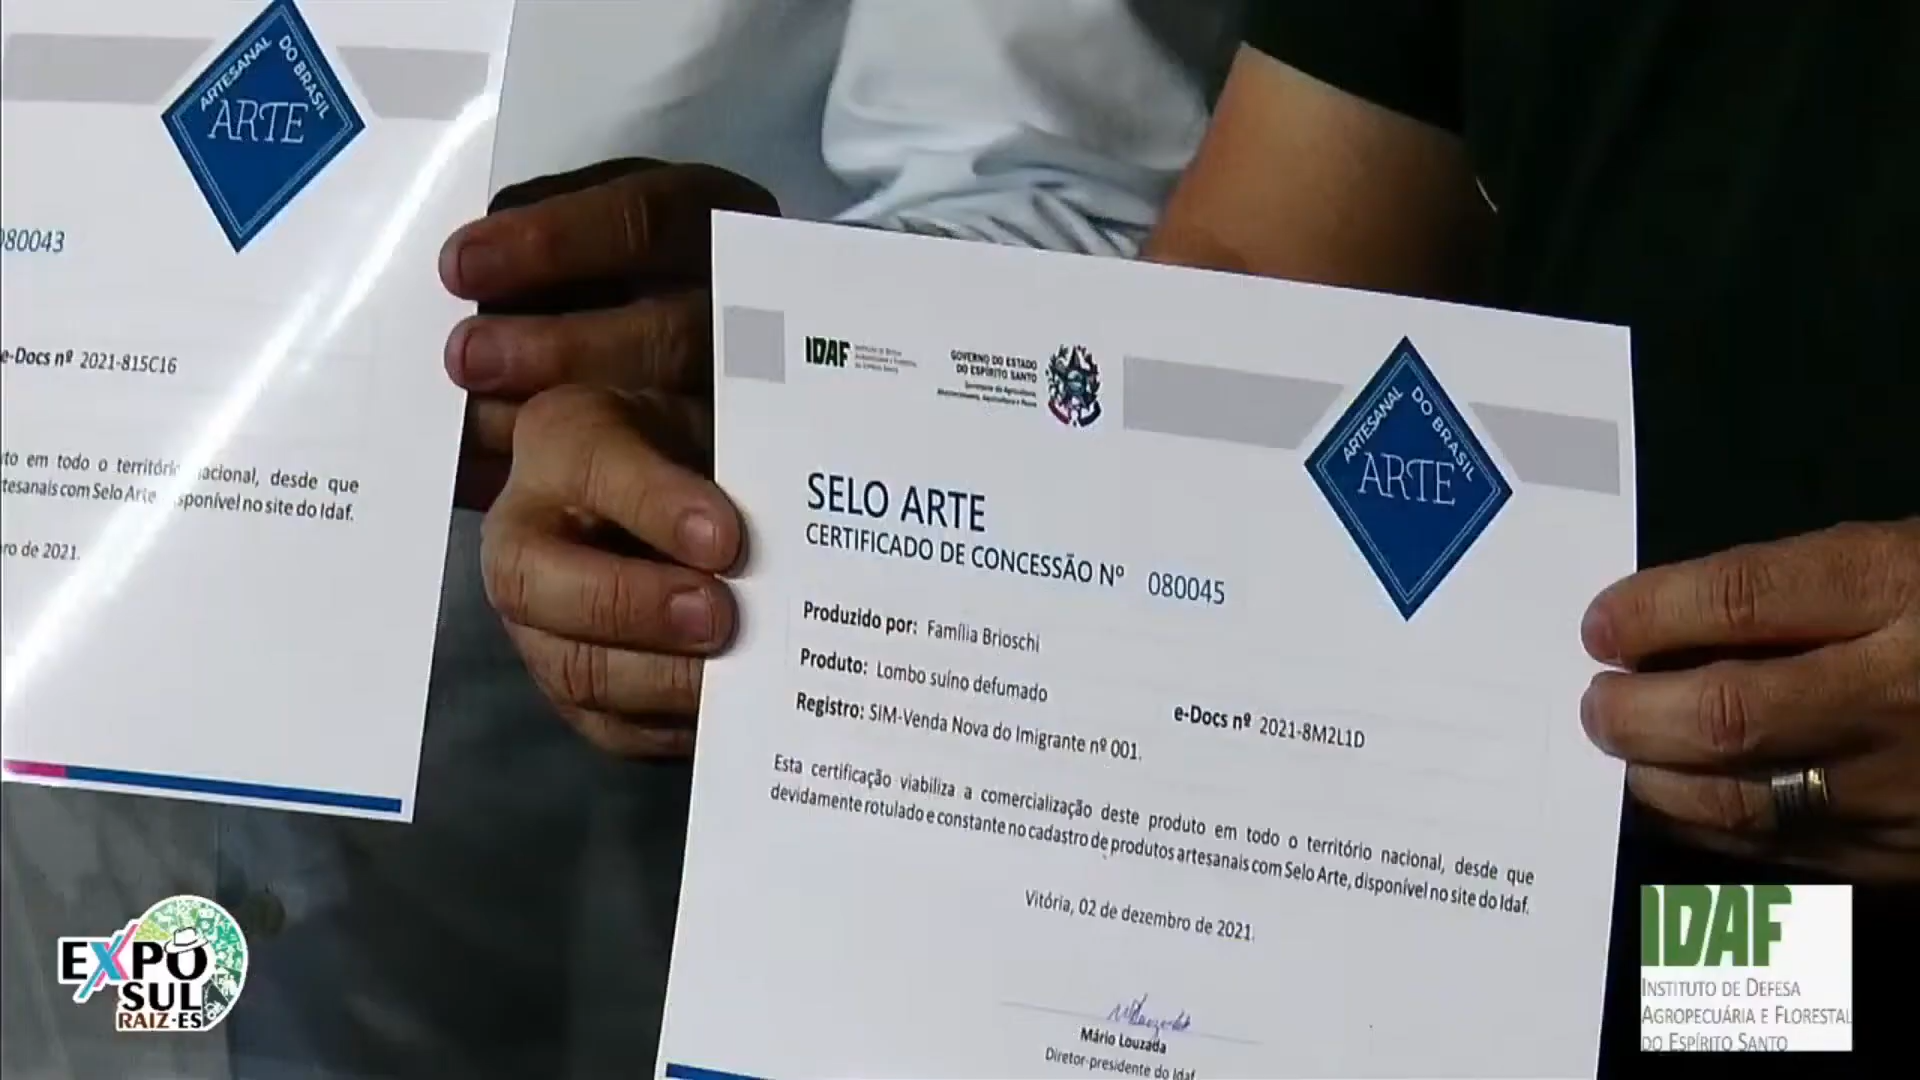 ARTESANAL
DO BRASIL
ARTE
080043
e-Docs nº 2021-815C16
em todo o território nacional, desde que
com Selo Arte disponível no site do Idaf.
de 2021.
IDAF
GOVERNO DO ESTADO
DO ESPÍRITO SANTO
ARTESANAL
DO BRASIL
ARTE
SELO ARTE
CERTIFICADO DE CONCESSÃO Nº 080045
Produzido por: Família Brioschi
Produto: Lombo suíno defumado
Registro: SIM-Venda Nova do Imigrante nº 001.
e-Docs nº 2021-8M2L1D
Esta certificação viabiliza a comercialização deste produto em todo o território nacional, desde que
devidamente rotulado e constante no cadastro de produtos artesanais com Selo Arte, disponível no site do Idaf.
Vitória, 02 de dezembro de 2021.
Mário Louzada
Diretor-presidente do Idaf
EXPO
SUL
RAIZ-ES
IDAF
INSTITUTO DE DEFESA
AGROPECUÁRIA E FLORESTAL
DO ESPÍRITO SANTO